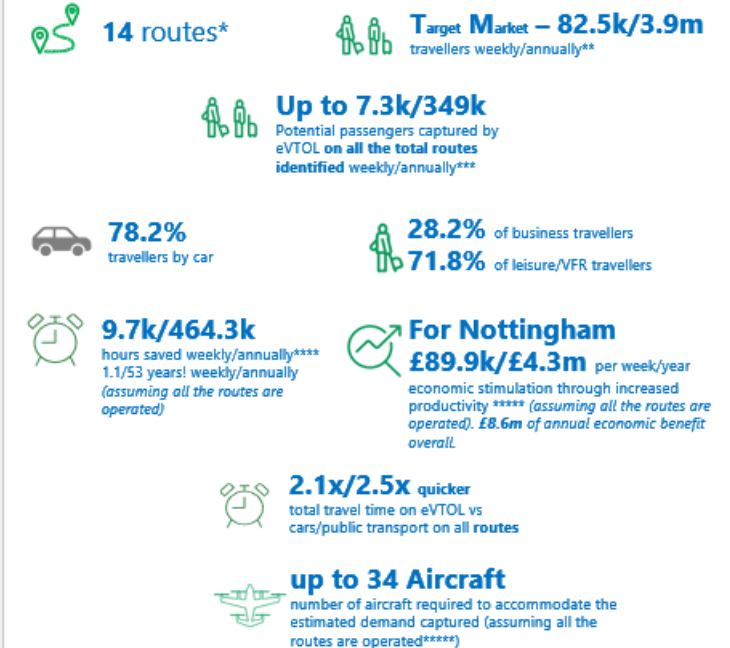 14 routes*
Target Market – 82.5k/3.9m
travellers weekly/annually**
Up to 7.3k/349k
Potential passengers captured by
eVTOL on all the total routes
identified weekly/annually***
78.2%
travellers by car
28.2% of business travellers
71.8% of leisure/VFR travellers
9.7k/464.3k
hours saved weekly/annually****
1.1/53 years! weekly/annually
(assuming all the routes are
operated)
For Nottingham
£89.9k/£4.3m per week/year
economic stimulation through increased
productivity ***** (assuming all the routes are
operated). £8.6m of annual economic benefit
overall.
2.1x/2.5x quicker
total travel time on eVTOL vs
cars/public transport on all routes
up to 34 Aircraft
number of aircraft required to accommodate the
estimated demand captured (assuming all the
routes are operated*****)